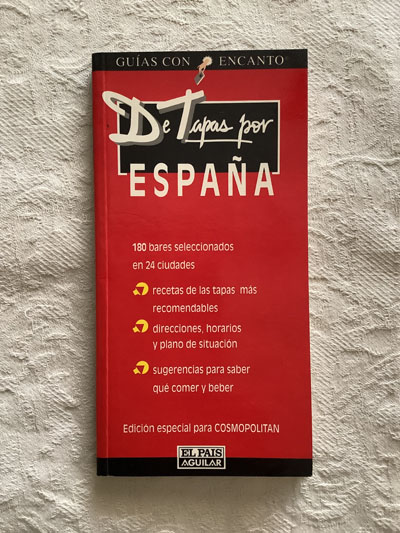 GUÍAS CON ENCANTO
De Tapas por
ESPAÑA
180 bares seleccionados
en 24 ciudades
recetas de las tapas más
recomendables
direcciones, horarios
y plano de situación
sugerencias para saber
qué comer y beber
Edición especial para COSMOPOLITAN
EL PAIS
AGUILAR